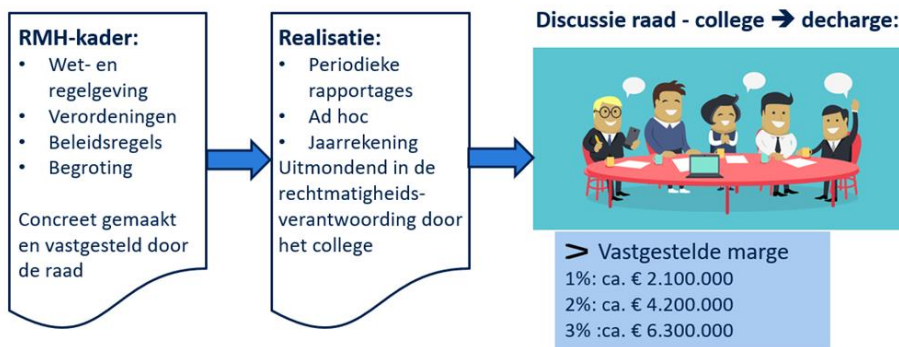 RMH-kader:
• Wet- en
regelgeving
• Verordeningen
• Beleidsregels
• Begroting
Concreet gemaakt
en vastgesteld door
de raad
Realisatie:
• Periodieke
rapportages
• Ad hoc
• Jaarrekening
Uitmondend in de
rechtmatigheids-
verantwoording door
het college
Discussie raad - college ➔ decharge:
> Vastgestelde marge
1%: ca. € 2.100.000
2%: ca. € 4.200.000
3% :ca. € 6.300.000